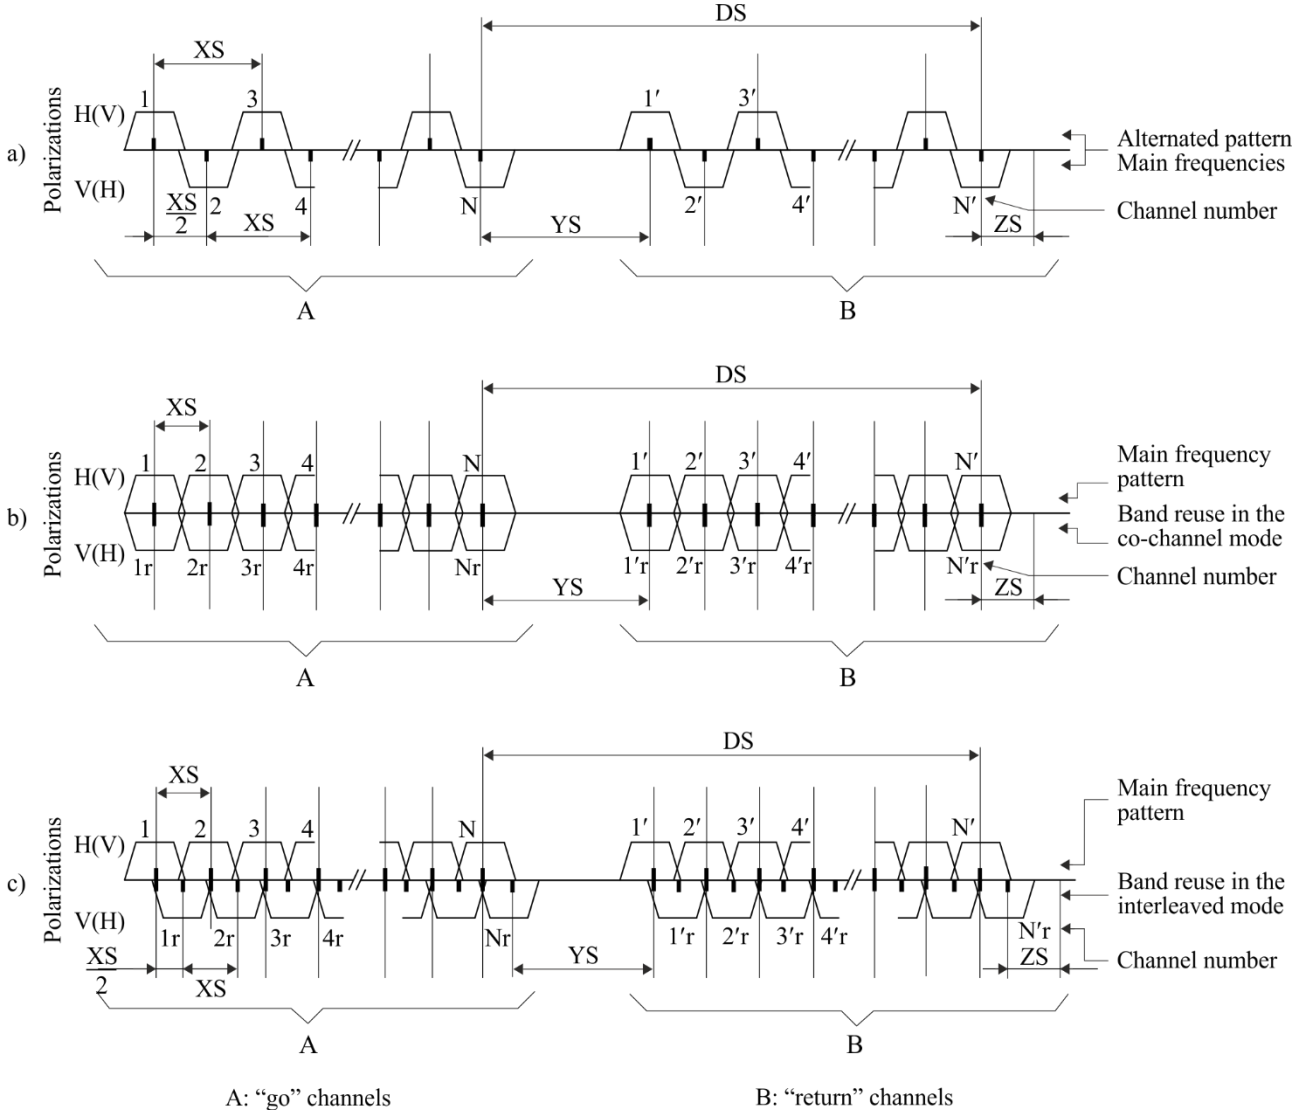 DS
XS
1
3
1′
3′
H(V)
Polarizations
a)
V(H)
XS
2
2
XS
4
N
YS
2′
4′
N′
ZS
Alternated pattern
Main frequencies
Channel number
A
B
DS
XS
1
2
3
4
N
1′
2′
3′
4′
N′
H(V)
Polarizations
b)
V(H)
1r
2r
3r
4r
Nr
YS
1′r
2′r
3′r
4′r
N′r
ZS
Main frequency
pattern
Band reuse in the
co-channel mode
Channel number
A
B
DS
XS
1
2
3
4
N
1′
2′
3′
4′
N′
H(V)
Polarizations
c)
V(H)
1r
2r
3r
4r
Nr
1′r
2′r
3′r
4′r
N′r
XS
2
XS
YS
ZS
Main frequency
pattern
Band reuse in the
interleaved mode
Channel number
A
B
A: “go” channels
B: “return” channels